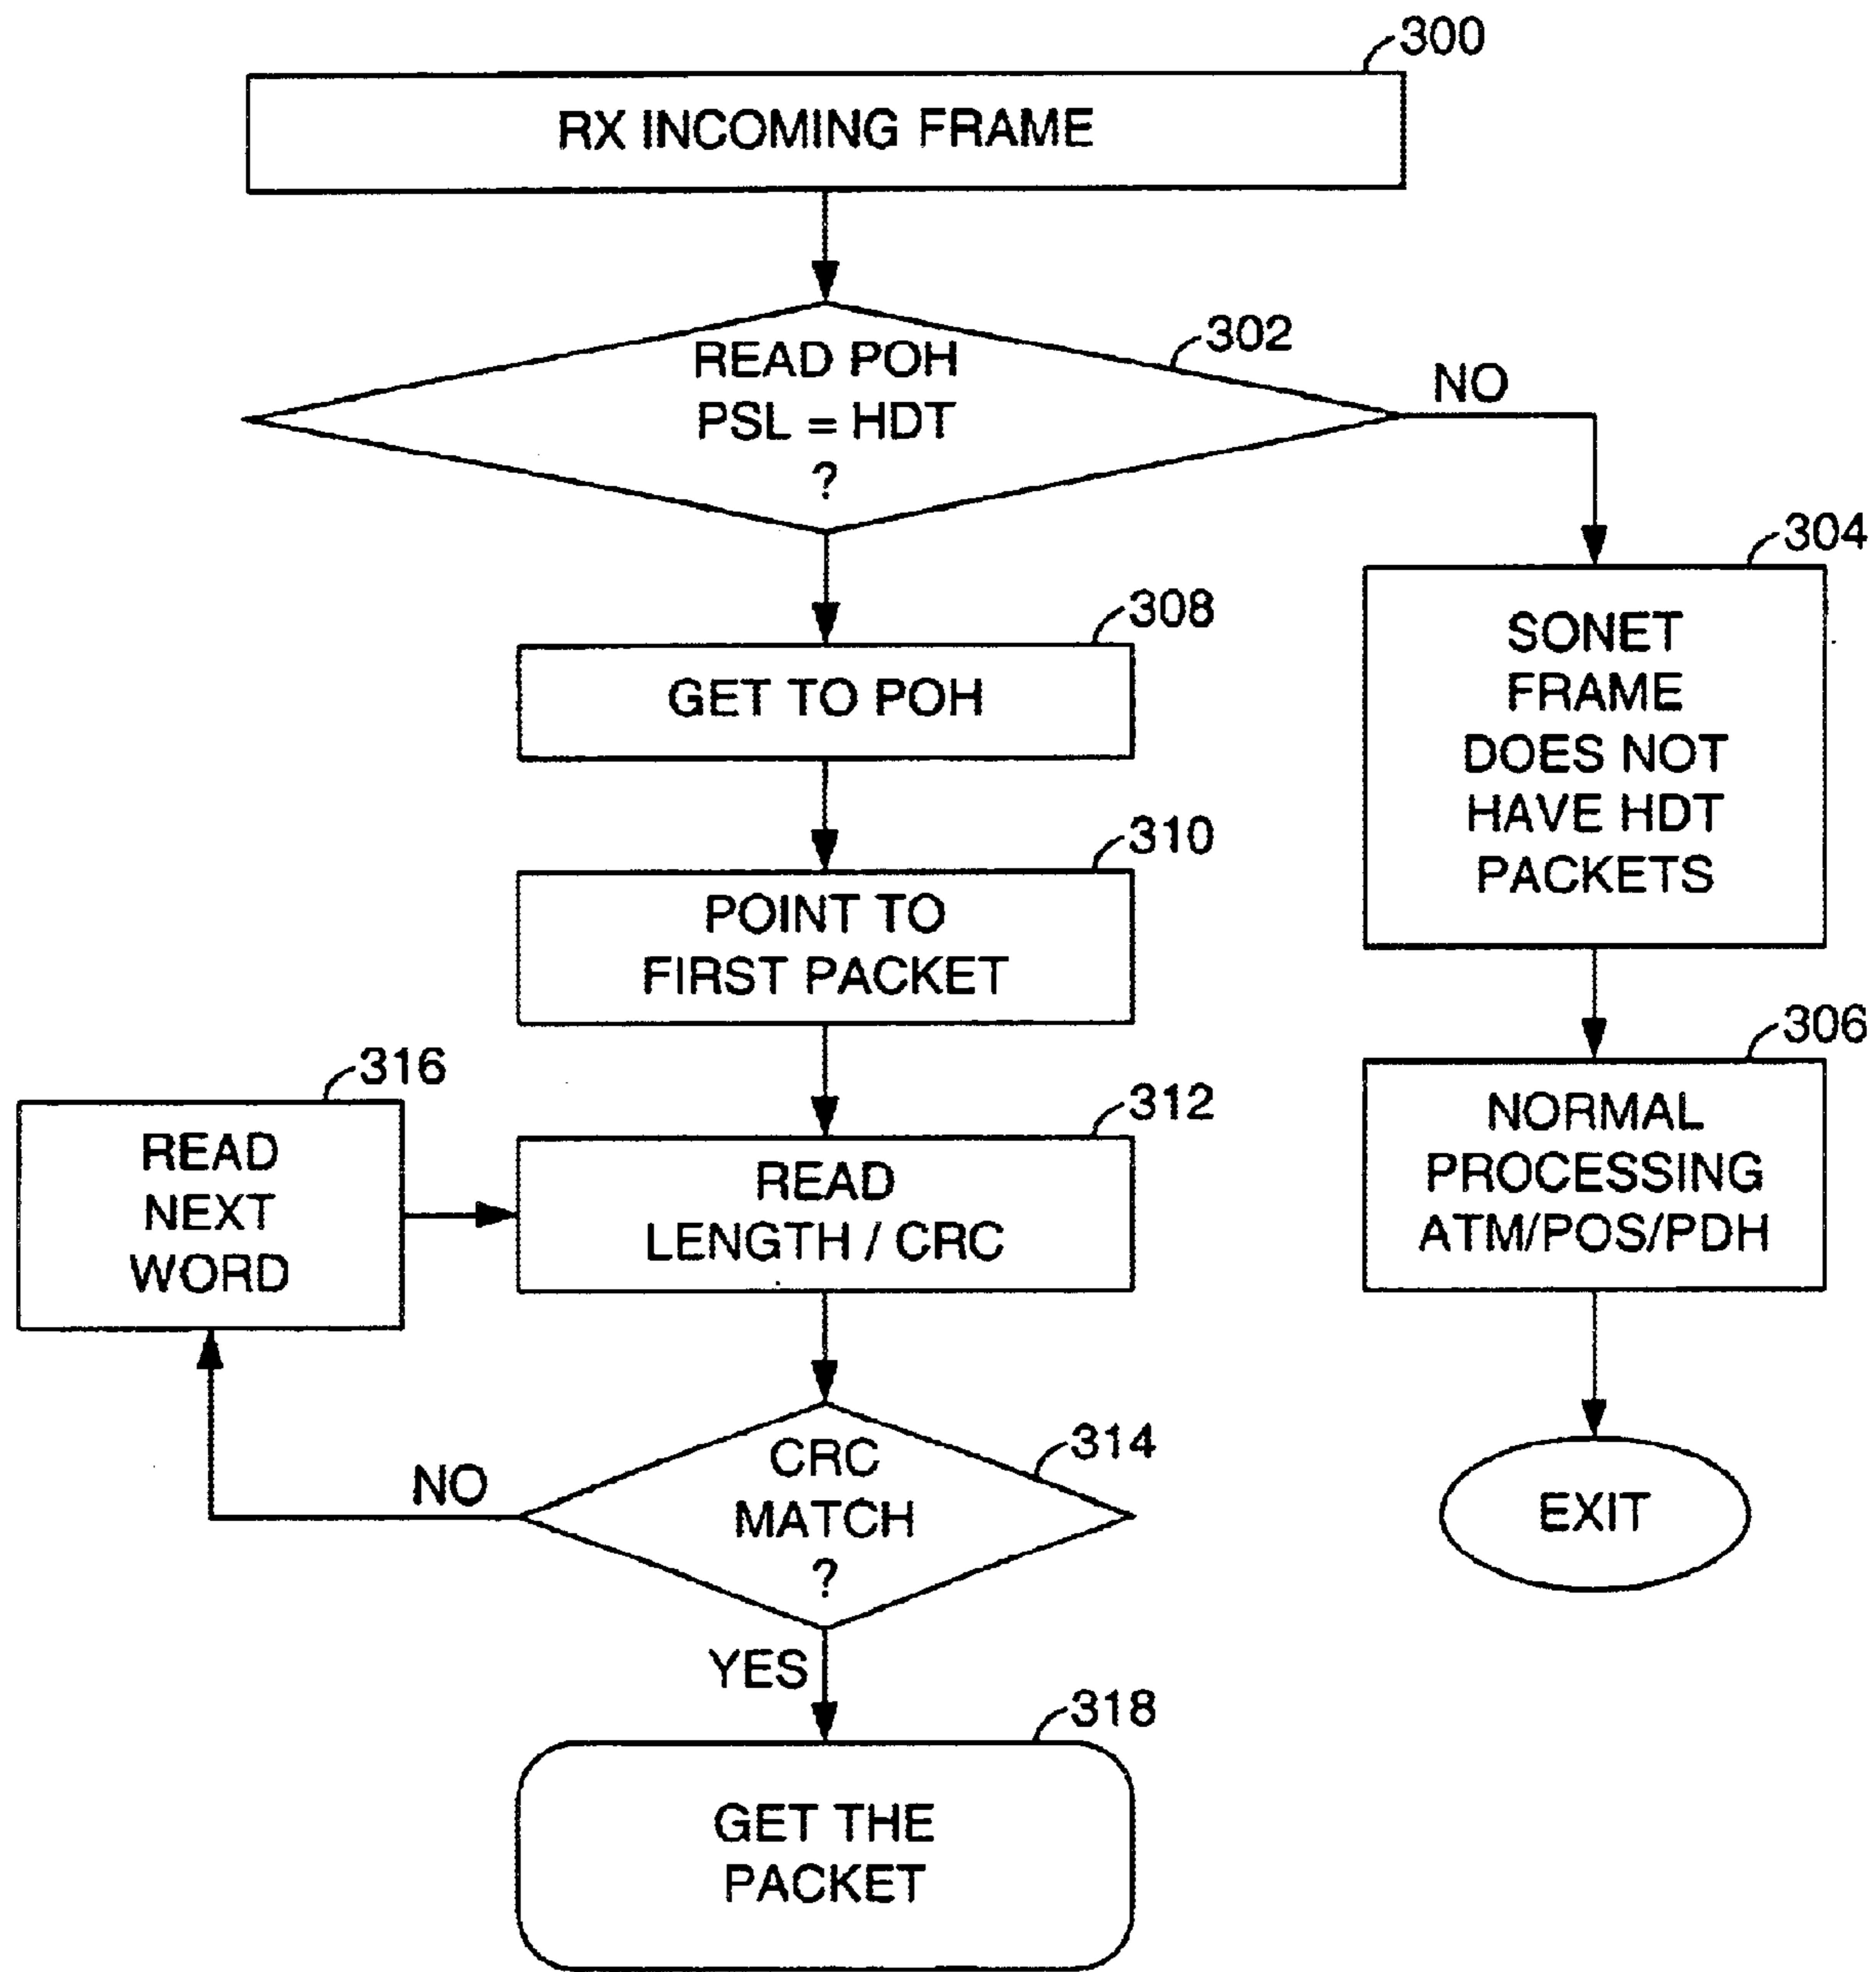 300
RX INCOMING FRAME
302
READ POH
PSL = HDT
?
NO
304
SONET
FRAME
DOES NOT
HAVE HDT
PACKETS
308
GET TO POH
310
POINT TO
FIRST PACKET
306
NORMAL
PROCESSING
ATM/POS/PDH
316
READ
NEXT
WORD
312
READ
LENGTH / CRC
314
CRC
MATCH
?
NO
YES
EXIT
318
GET THE
PACKET